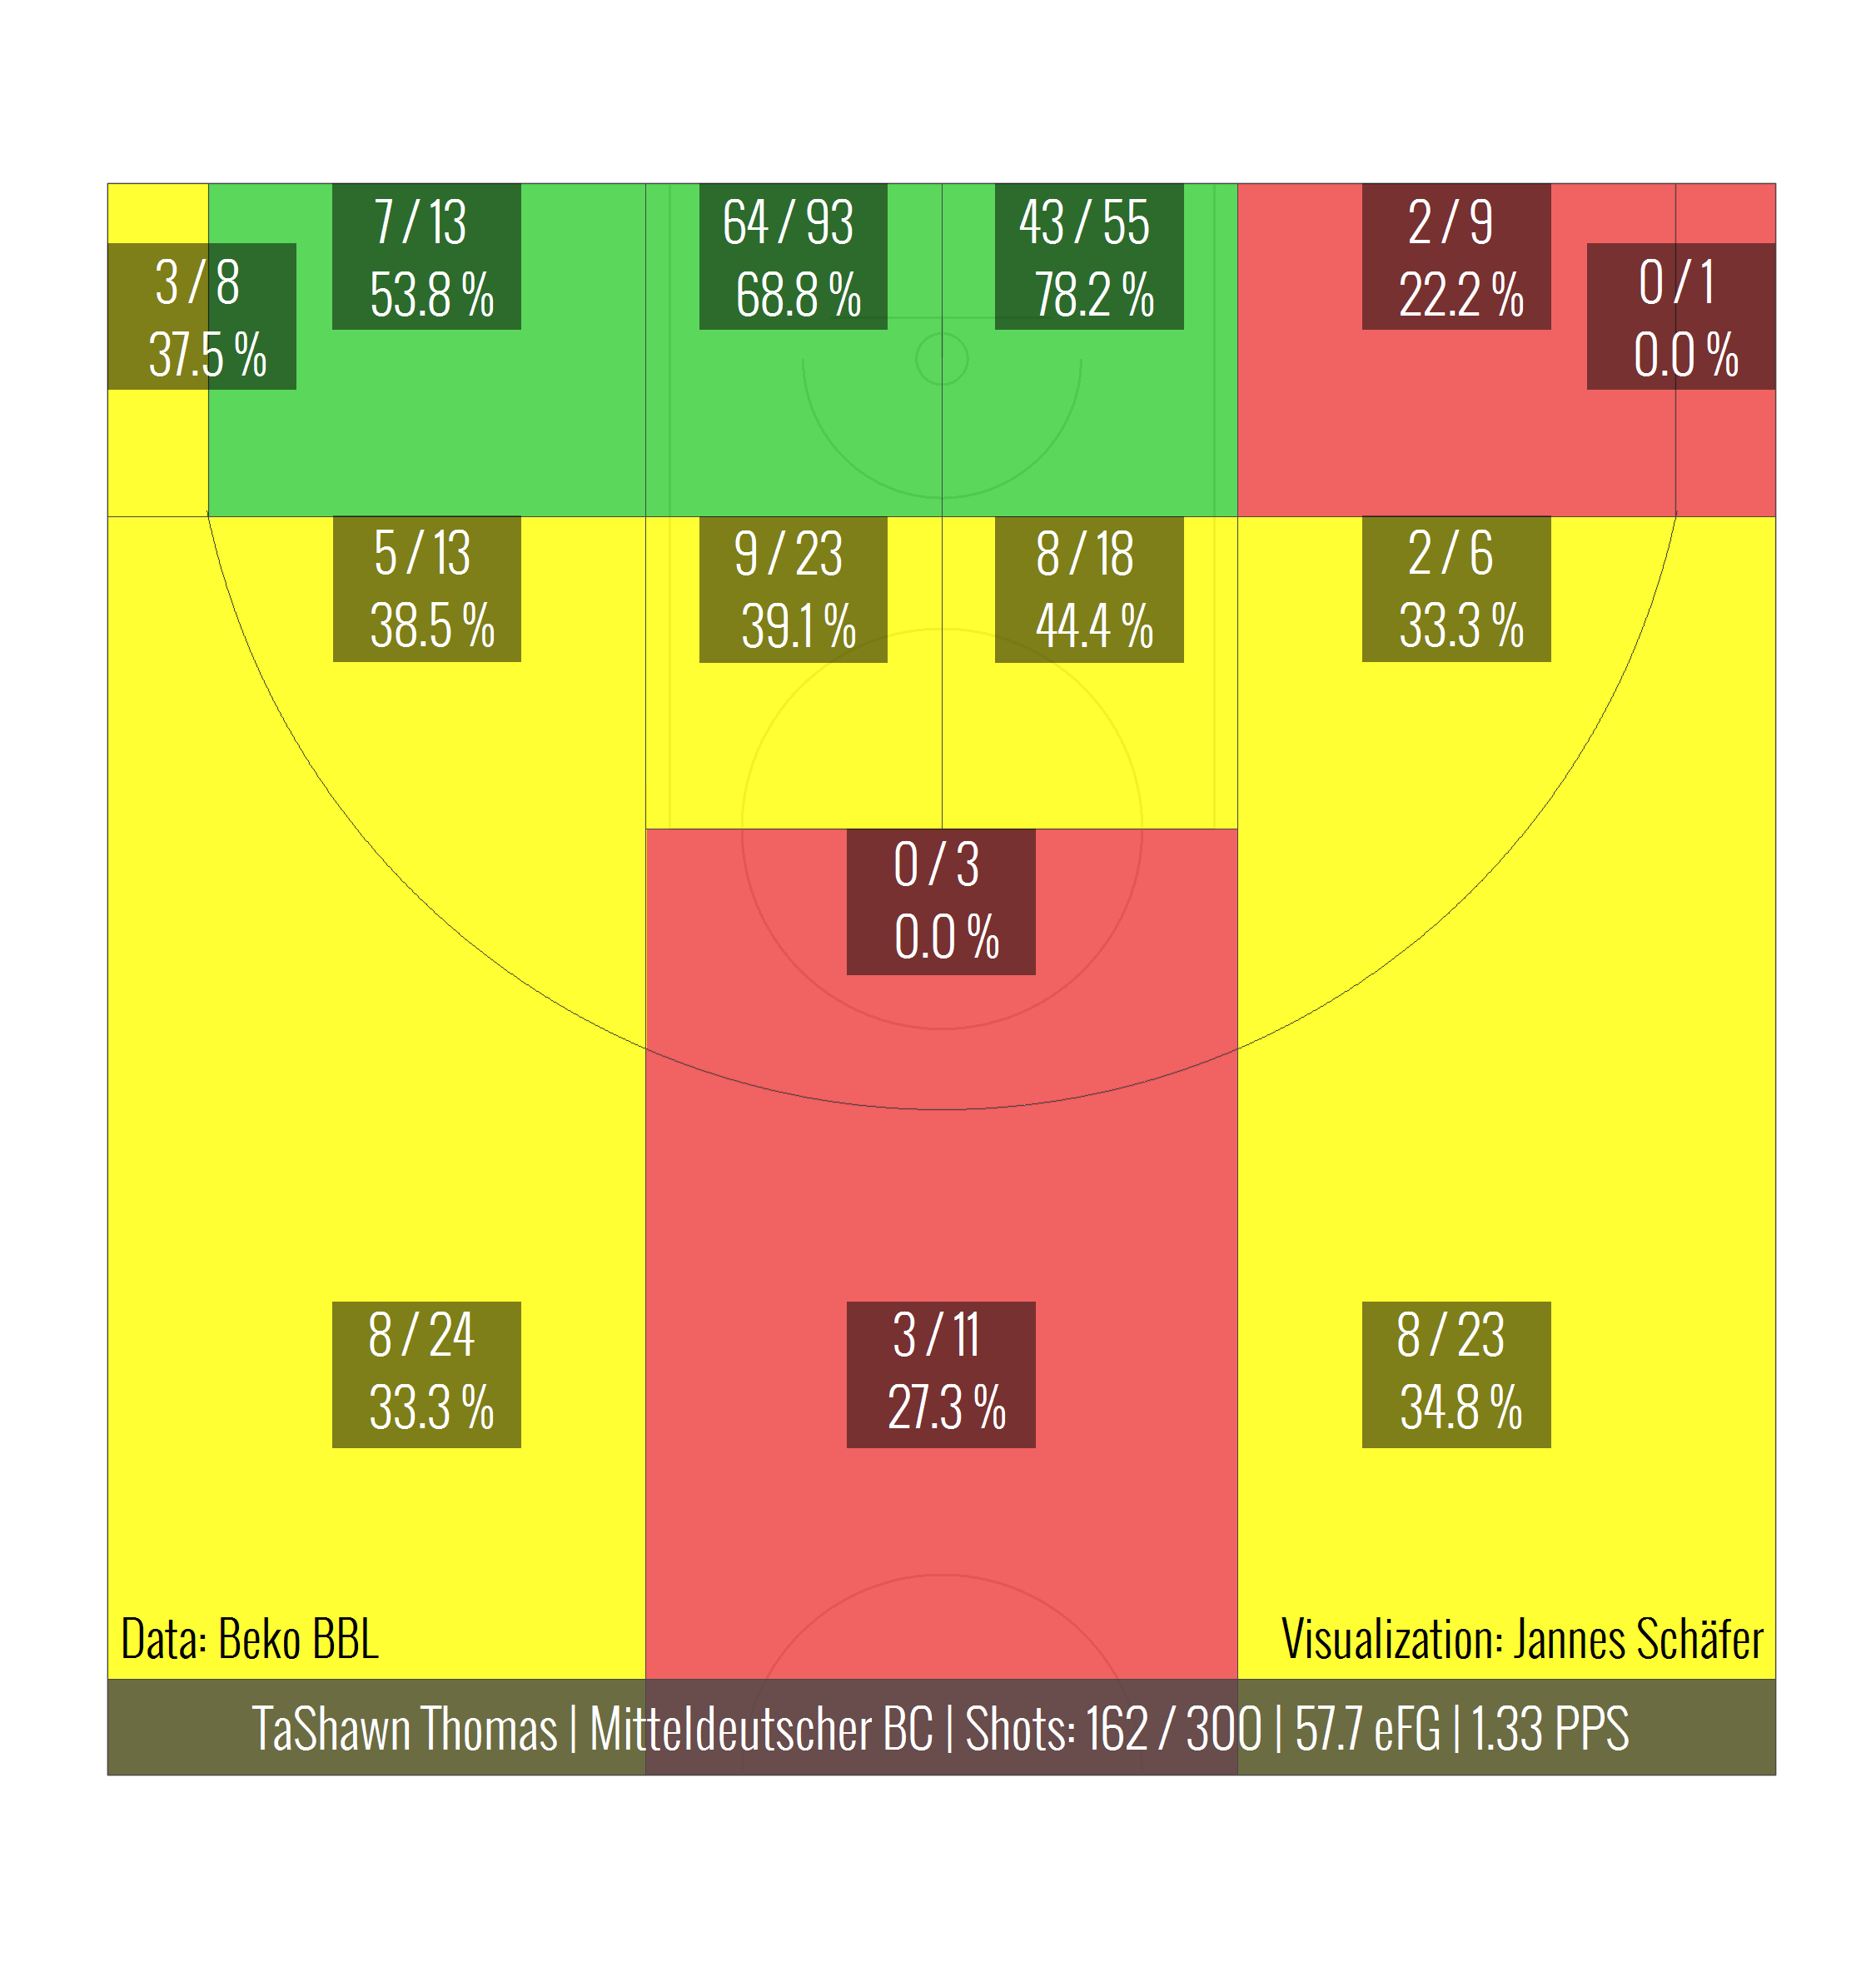 7 / 13
53.8 %
64 / 93
68.8 %
43 / 55
78.2 %
2 / 9
22.2 %
3 / 8
37.5 %
0 / 1
0.0 %
5 / 13
38.5 %
9 / 23
39.1 %
8 / 18
44.4 %
2 / 6
33.3 %
0 / 3
0.0 %
8 / 24
33.3 %
3 / 11
27.3 %
8 / 23
34.8 %
Data: Beko BBL
Visualization: Jannes Schäfer
TaShawn Thomas | Mitteldeutscher BC | Shots: 162 / 300 | 57.7 eFG | 1.33 PPS